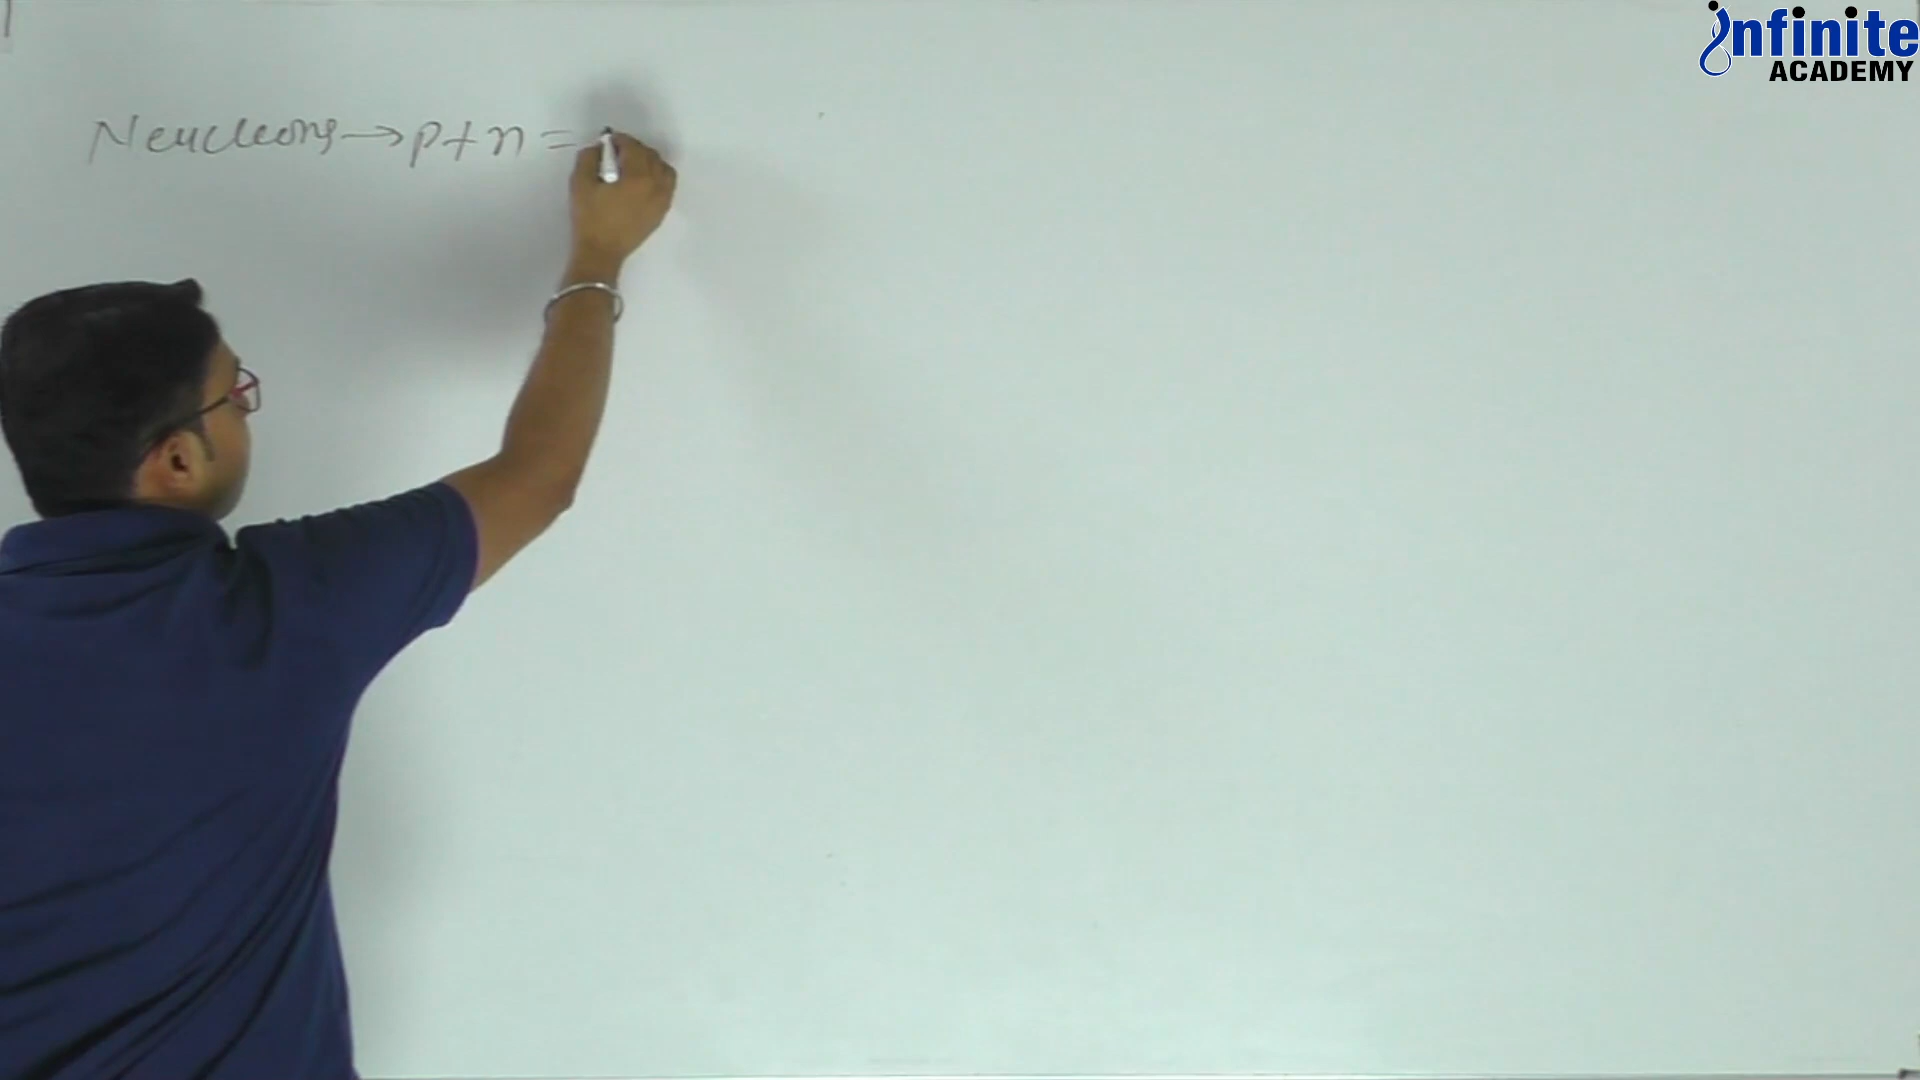 Neucleons → p + n =
infinite
ACADEMY